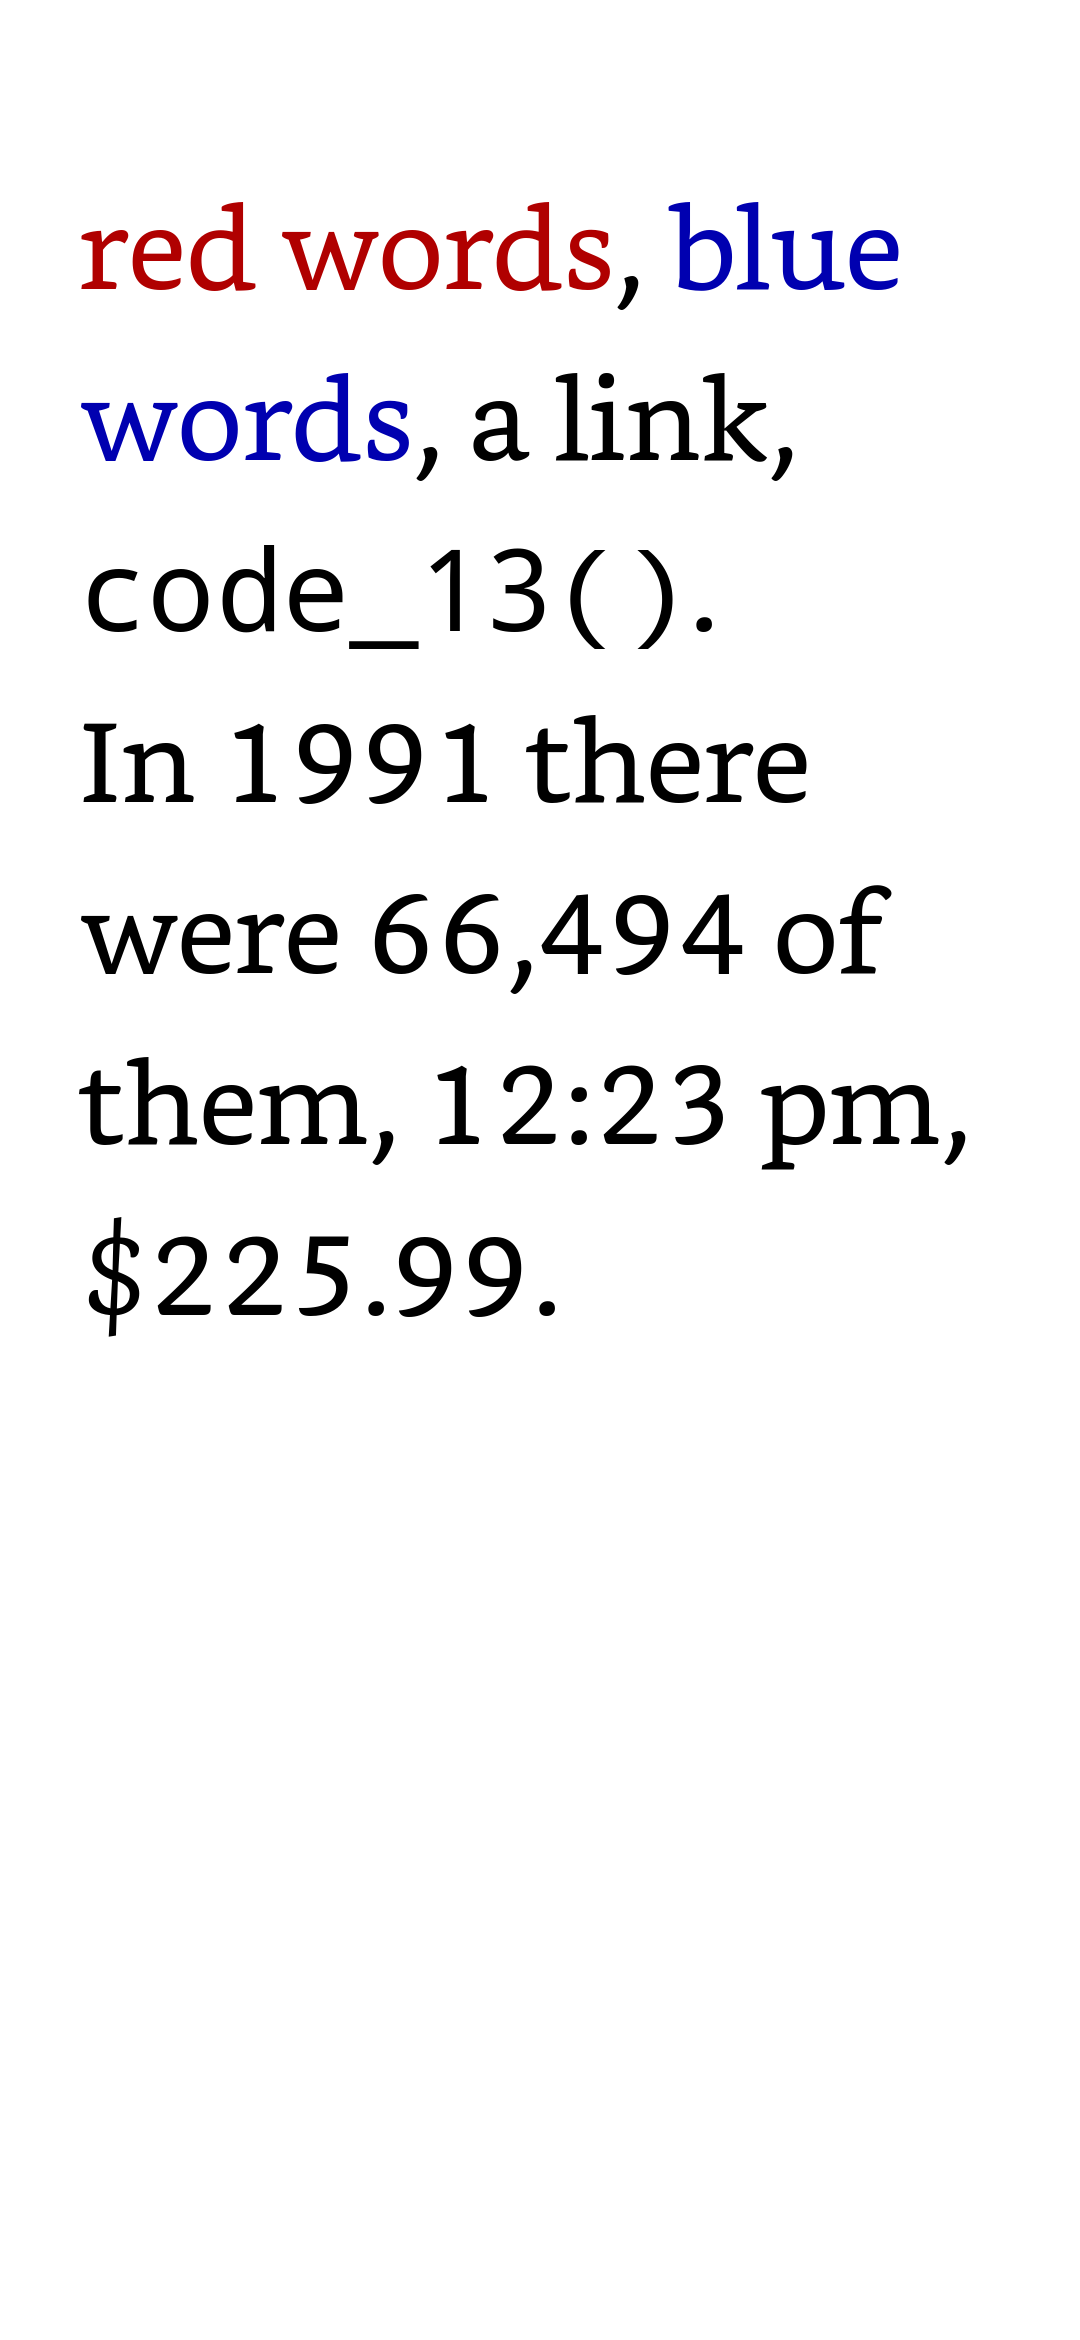 red words, blue
words, a link,
code_13().
In 1991 there
were 66,494 of
them, 12:23 pm,
$225.99.